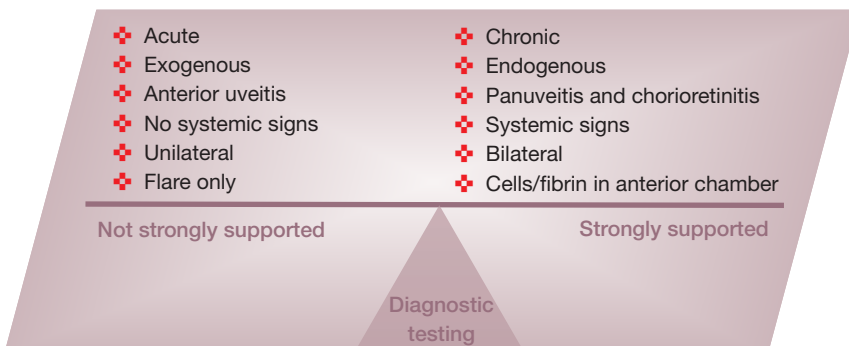 Acute
Exogenous
Anterior uveitis
No systemic signs
Unilateral
Flare only
Chronic
Endogenous
Panuveitis and chorioretinitis
Systemic signs
Bilateral
Cells/fibrin in anterior chamber
Not strongly supported
Strongly supported
Diagnostic
testing